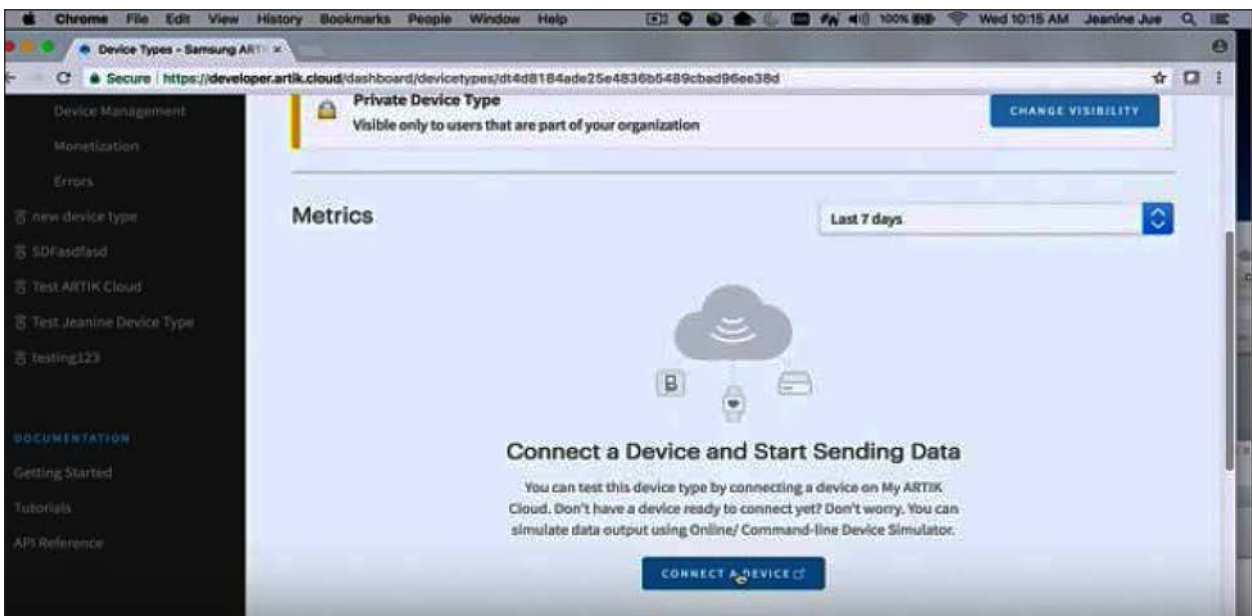 Chrome File Edit View History Bookmarks People Window Help 100% Wed 10:15 AM Jeanine Jue
Device Types - Samsung ARTI
Secure https://developer.artik.cloud/dashboard/devicetypes/dt4d8184ade25e4836b5489cbad96ee38d
Device Management
Monetization
Errors
new device type
SDFasdfasd
Test ARTIK Cloud
Test Jeanine Device Type
testing123
DOCUMENTATION
Getting Started
Tutorials
API Reference
Private Device Type
Visible only to users that are part of your organization
CHANGE VISIBILITY
Metrics
Last 7 days
Connect a Device and Start Sending Data
You can test this device type by connecting a device on My ARTIK
Cloud. Don't have a device ready to connect yet? Don't worry. You can
simulate data output using Online/ Command-line Device Simulator.
CONNECT A DEVICE